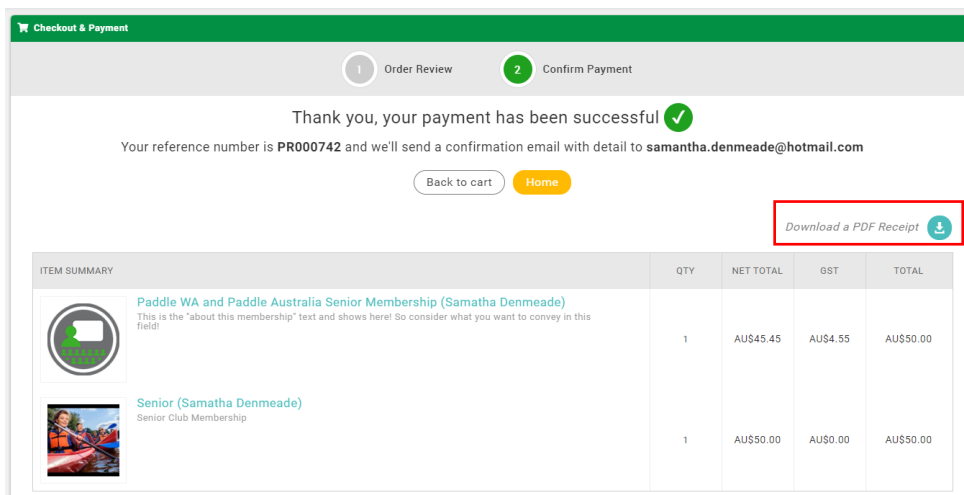 Checkout & Payment
1 Order Review 2 Confirm Payment
Thank you, your payment has been successful
Your reference number is PR000742 and we'll send a confirmation email with detail to samantha.denmeade@hotmail.com
Back to cart Home
Download a PDF Receipt
ITEM SUMMARY QTY NET TOTAL GST TOTAL
Paddle WA and Paddle Australia Senior Membership (Samatha Denmeade)
This is the "about this membership" text and shows here! So consider what you want to convey in this
field!
1 AU$45.45 AU$4.55 AU$50.00
Senior (Samatha Denmeade)
Senior Club Membership
1 AU$50.00 AU$0.00 AU$50.00